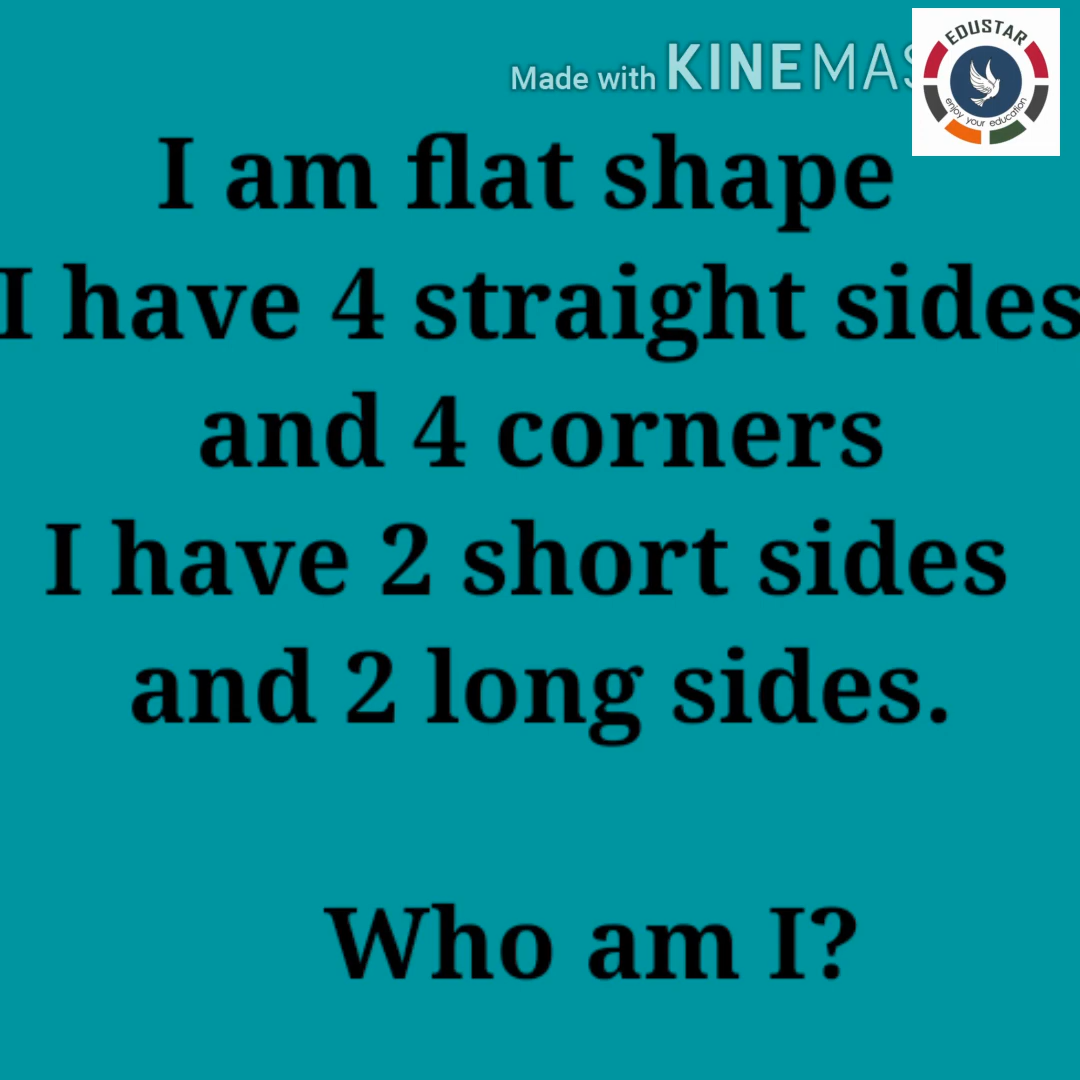 Made with KINEMAS
EDUSTAR
enjoy your education
I am flat shape
I have 4 straight sides
and 4 corners
I have 2 short sides
and 2 long sides.
Who am I?